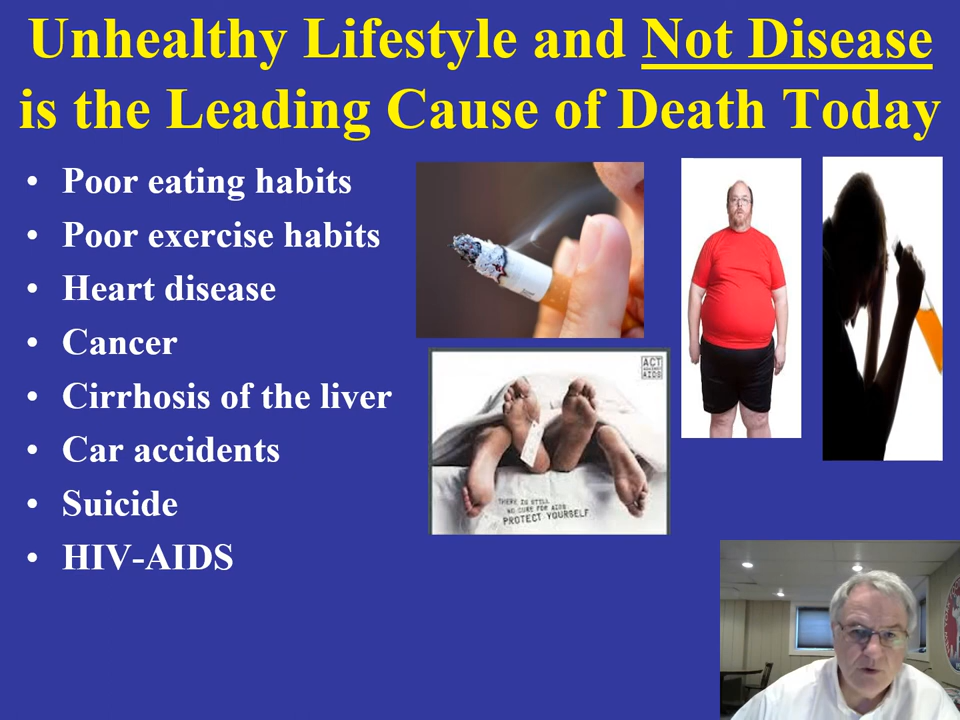 Unhealthy Lifestyle and Not Disease
is the Leading Cause of Death Today
• Poor eating habits
• Poor exercise habits
• Heart disease
• Cancer
• Cirrhosis of the liver
• Car accidents
• Suicide
• HIV-AIDS
ACT
AGAINST
AIDS
THERE IS STILL
NO CURE FOR AIDS
PROTECT YOURSELF